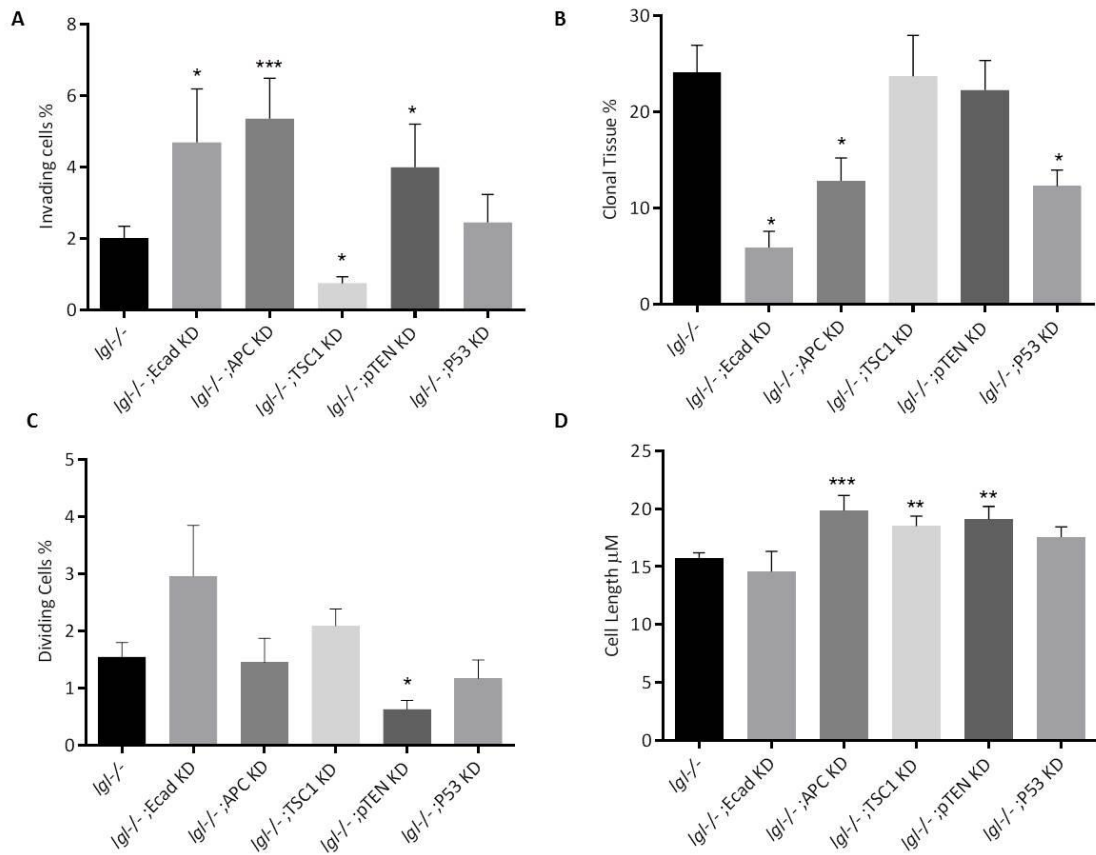 A
Invading cells %
8
6
4
2
0
*
***
*
*
lgl-/-
lgl-/- ;Ecad KD
lgl-/- ;APC KD
lgl-/- ;TSC1 KD
lgl-/- ;pTEN KD
lgl-/- ;P53 KD
B
Clonal Tissue %
30
20
10
0
*
*
*
lgl-/-
lgl-/- ;Ecad KD
lgl-/- ;APC KD
lgl-/- ;TSC1 KD
lgl-/- ;pTEN KD
lgl-/- ;P53 KD
C
Dividing Cells %
5
4
3
2
1
0
*
lgl-/-
lgl-/- ;Ecad KD
lgl-/- ;APC KD
lgl-/- ;TSC1 KD
lgl-/- ;pTEN KD
lgl-/- ;P53 KD
D
Cell Length µM
25
20
15
10
5
0
***
**
**
lgl-/-
lgl-/- ;Ecad KD
lgl-/- ;APC KD
lgl-/- ;TSC1 KD
lgl-/- ;pTEN KD
lgl-/- ;P53 KD